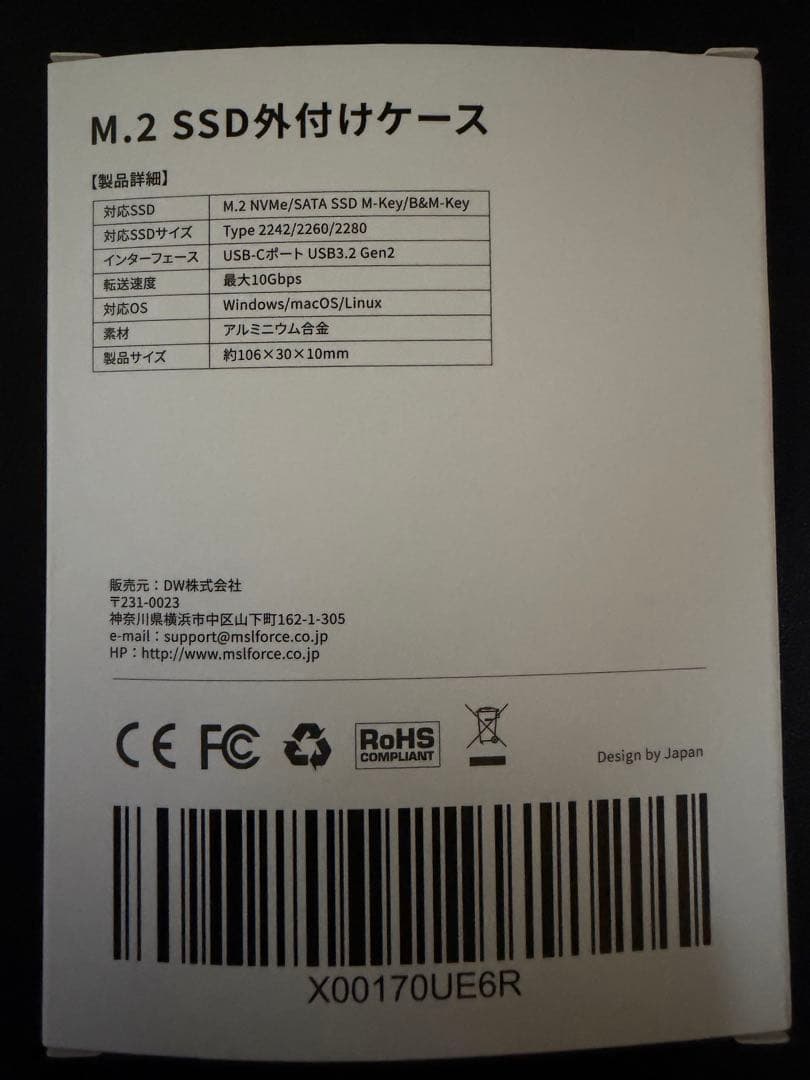 M.2 SSD外付けケース
【製品詳細】
対応SSD M.2 NVMe/SATA SSD M-Key/B&M-Key
対応SSDサイズ Type 2242/2260/2280
インターフェース USB-Cポート USB3.2 Gen2
転送速度 最大10Gbps
対応OS Windows/macOS/Linux
素材 アルミニウム合金
製品サイズ 約106×30×10mm
販売元：DW株式会社
〒231-0023
神奈川県横浜市中区山下町162-1-305
e-mail：support@mslforce.co.jp
HP：http://www.mslforce.co.jp
CE FC RoHS
COMPLIANT
Design by Japan
X00170UE6R